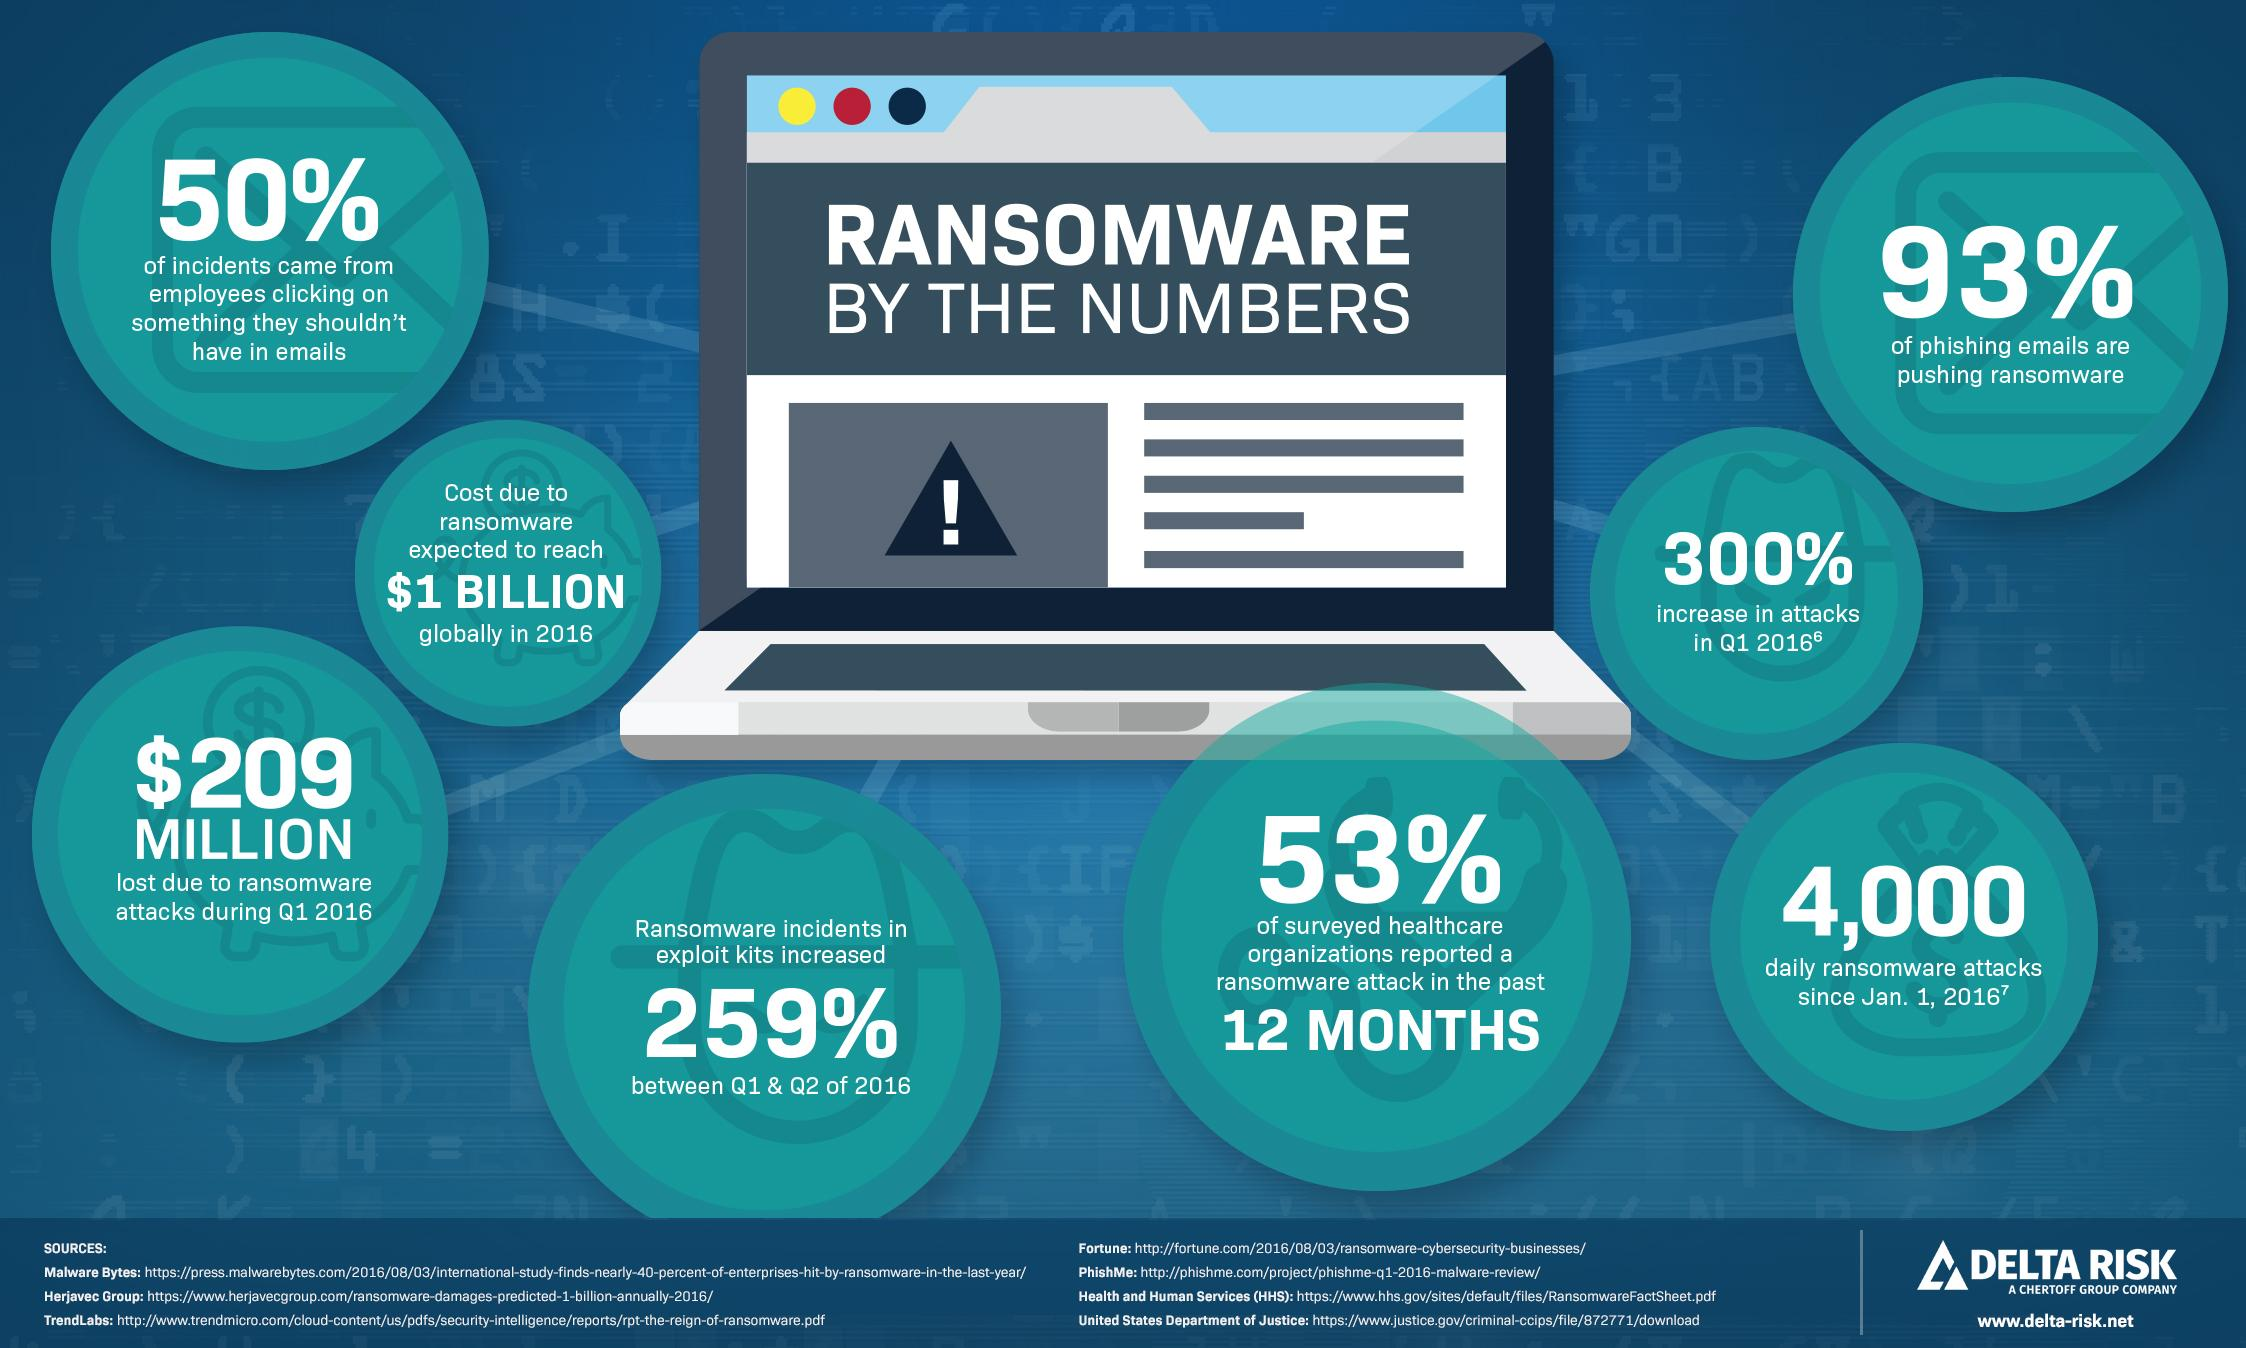 RANSOMWARE
BY THE NUMBERS
!
50%
of incidents came from
employees clicking on
something they shouldn't
have in emails
Cost due to
ransomware
expected to reach
$1 BILLION
globally in 2016
$209
MILLION
lost due to ransomware
attacks during Q1 2016
Ransomware incidents in
exploit kits increased
259%
between Q1 & Q2 of 2016
53%
of surveyed healthcare
organizations reported a
ransomware attack in the past
12 MONTHS
93%
of phishing emails are
pushing ransomware
300%
increase in attacks
in Q1 2016⁶
4,000
daily ransomware attacks
since Jan. 1, 2016⁷
SOURCES:
Malware Bytes: https://press.malwarebytes.com/2016/08/03/international-study-finds-nearly-40-percent-of-enterprises-hit-by-ransomware-in-the-last-year/
Herjavec Group: https://www.herjavecgroup.com/ransomware-damages-predicted-1-billion-annually-2016/
TrendLabs: http://www.trendmicro.com/cloud-content/us/pdfs/security-intelligence/reports/rpt-the-reign-of-ransomware.pdf
Fortune: http://fortune.com/2016/08/03/ransomware-cybersecurity-businesses/
PhishMe: http://phishme.com/project/phishme-q1-2016-malware-review/
Health and Human Services (HHS): https://www.hhs.gov/sites/default/files/RansomwareFactSheet.pdf
United States Department of Justice: https://www.justice.gov/criminal-ccips/file/872771/download
DELTA RISK
A CHERTOFF GROUP COMPANY
www.delta-risk.net